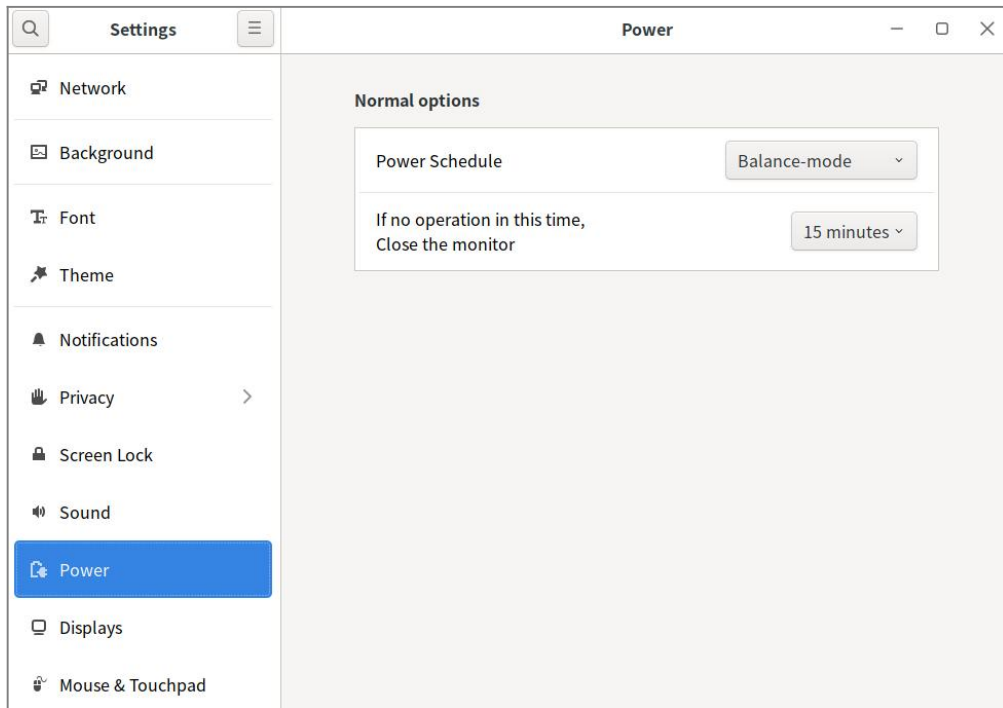 Settings
Power
Network
Background
Font
Theme
Notifications
Privacy
Screen Lock
Sound
Power
Displays
Mouse & Touchpad
Normal options
Power Schedule
Balance-mode
If no operation in this time,
Close the monitor
15 minutes